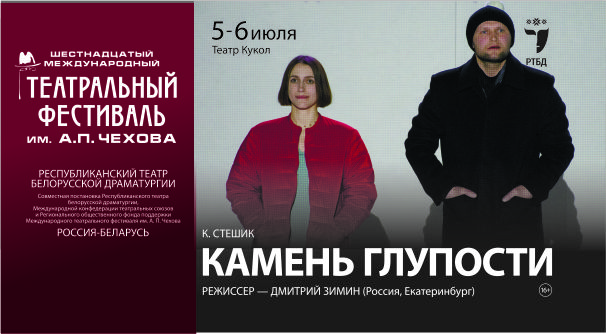 ШЕСТНАДЦАТЫЙ
МЕЖДУНАРОДНЫЙ
ТЕАТРАЛЬНЫЙ
ФЕСТИВАЛЬ
ИМ. А.П. ЧЕХОВА
РЕСПУБЛИКАНСКИЙ ТЕАТР
БЕЛОРУССКОЙ ДРАМАТУРГИИ
Совместная постановка Республиканского театра
белорусской драматургии,
Международной конфедерации театральных союзов
и Регионального общественного фонда поддержки
Международного театрального фестиваля им. А. П. Чехова
РОССИЯ-БЕЛАРУСЬ
5-6 июля
Театр Кукол
РТБД
К. СТЕШИК
КАМЕНЬ ГЛУПОСТИ
РЕЖИССЕР — ДМИТРИЙ ЗИМИН (Россия, Екатеринбург)
16+